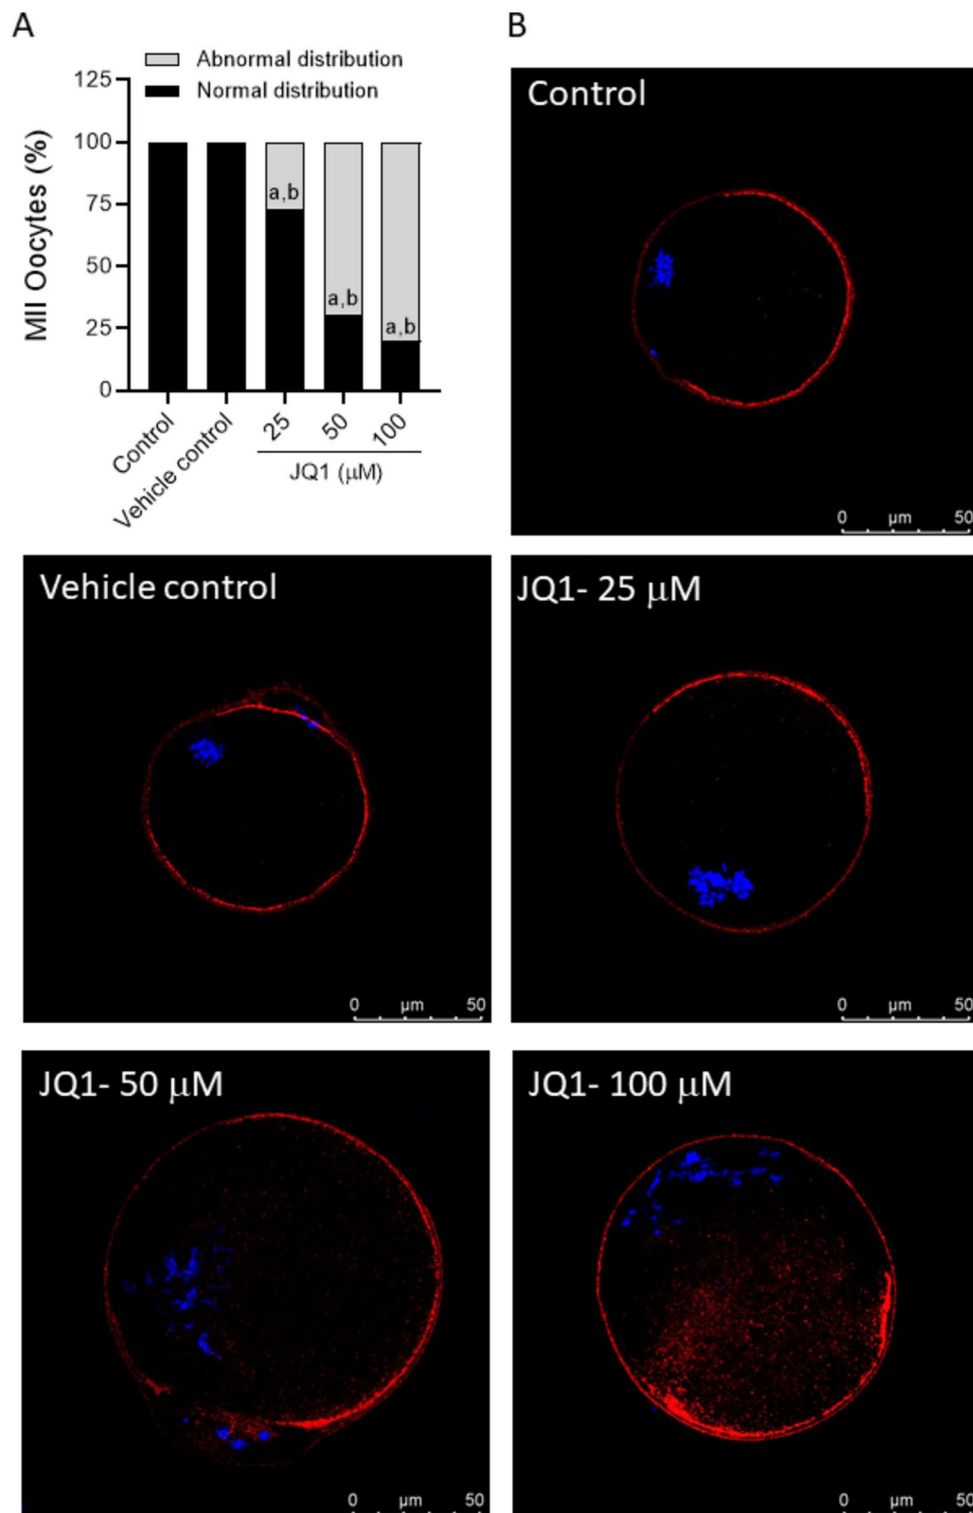 A
B
Abnormal distribution
Normal distribution
MII Oocytes (%)
125
100
75
50
25
0
a,b
a,b
a,b
Control
Vehicle control
25
50
100
JQ1 (μM)
Control
0 μm 50
Vehicle control
0 μm 50
JQ1- 25 μM
0 μm 50
JQ1- 50 μM
0 μm 50
JQ1- 100 μM
0 μm 50